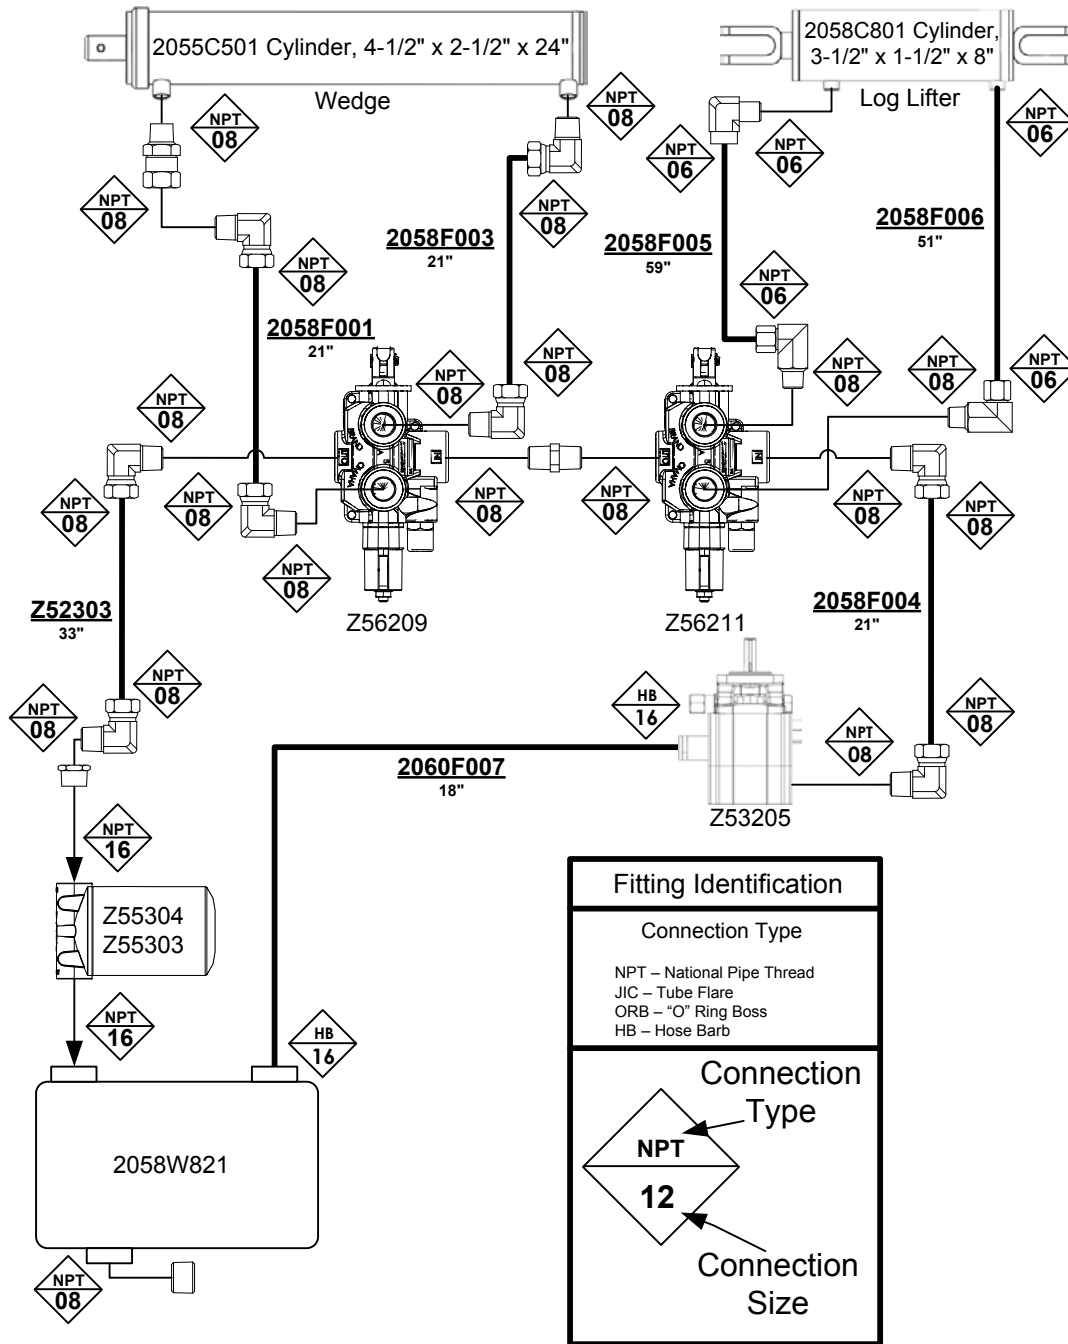 2055C501 Cylinder, 4-1/2" x 2-1/2" x 24"
2058C801 Cylinder,
3-1/2" x 1-1/2" x 8"
Wedge
Log Lifter
NPT
08
NPT
08
NPT
06
NPT
06
NPT
06
NPT
08
NPT
08
2058F003
21"
2058F005
59"
2058F006
51"
NPT
08
NPT
06
2058F001
21"
NPT
08
NPT
08
NPT
08
NPT
08
NPT
06
NPT
08
OUT
IN
OUT
IN
NPT
08
NPT
08
NPT
08
NPT
08
NPT
08
NPT
08
NPT
08
Z52303
33"
Z56209
Z56211
2058F004
21"
NPT
08
NPT
08
HB
16
NPT
08
NPT
08
2060F007
18"
Z53205
NPT
16
Z55304
Z55303
NPT
16
HB
16
2058W821
NPT
08
Fitting Identification
Connection Type
NPT – National Pipe Thread
JIC – Tube Flare
ORB – “O” Ring Boss
HB – Hose Barb
Connection
Type
NPT
12
Connection
Size